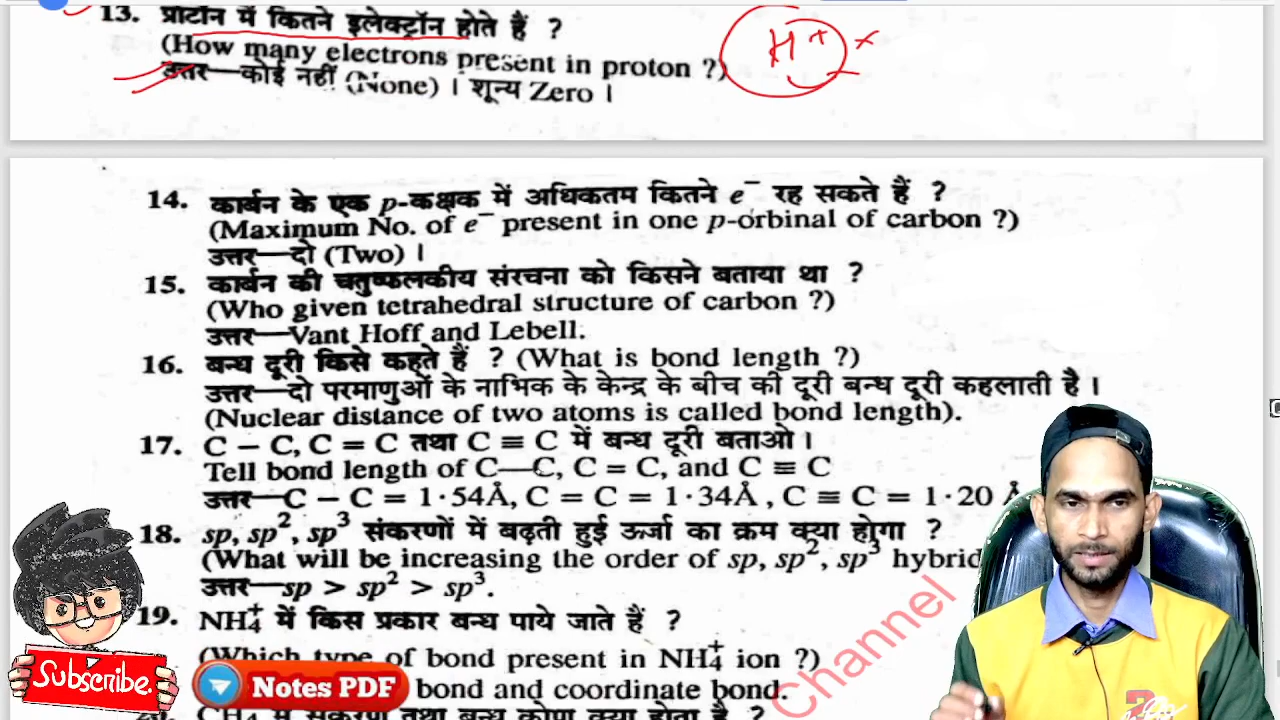 13. प्रोटॉन में कितने इलेक्ट्रॉन होते हैं ?
(How many electrons present in proton ?)
H+ x
उत्तर—कोई नहीं (None) । शून्य Zero ।
14. कार्बन के एक p-कक्षक में अधिकतम कितने e⁻ रह सकते हैं ?
(Maximum No. of e⁻ present in one p-orbinal of carbon ?)
उत्तर—दो (Two) ।
15. कार्बन की चतुष्फलकीय संरचना को किसने बताया था ?
(Who given tetrahedral structure of carbon ?)
उत्तर—Vant Hoff and Lebell.
16. बन्ध दूरी किसे कहते हैं ? (What is bond length ?)
उत्तर—दो परमाणुओं के नाभिक के केन्द्र के बीच की दूरी बन्ध दूरी कहलाती है ।
(Nuclear distance of two atoms is called bond length).
17. C − C, C = C तथा C ≡ C में बन्ध दूरी बताओ ।
Tell bond length of C—C, C = C, and C ≡ C
उत्तर—C − C = 1·54Å, C = C = 1·34Å , C ≡ C = 1·20 Å
18. sp, sp², sp³ संकरणों में बढ़ती हुई ऊर्जा का क्रम क्या होगा ?
(What will be increasing the order of sp, sp², sp³ hybrid
उत्तर—sp > sp² > sp³.
19. NH₄⁺ में किस प्रकार बन्ध पाये जाते हैं ?
(Which type of bond present in NH₄⁺ ion ?)
bond and coordinate bond.
CH₄ में संकरण तथा बन्ध कोण क्या होता है ?
Channel
Subscribe.
Notes PDF